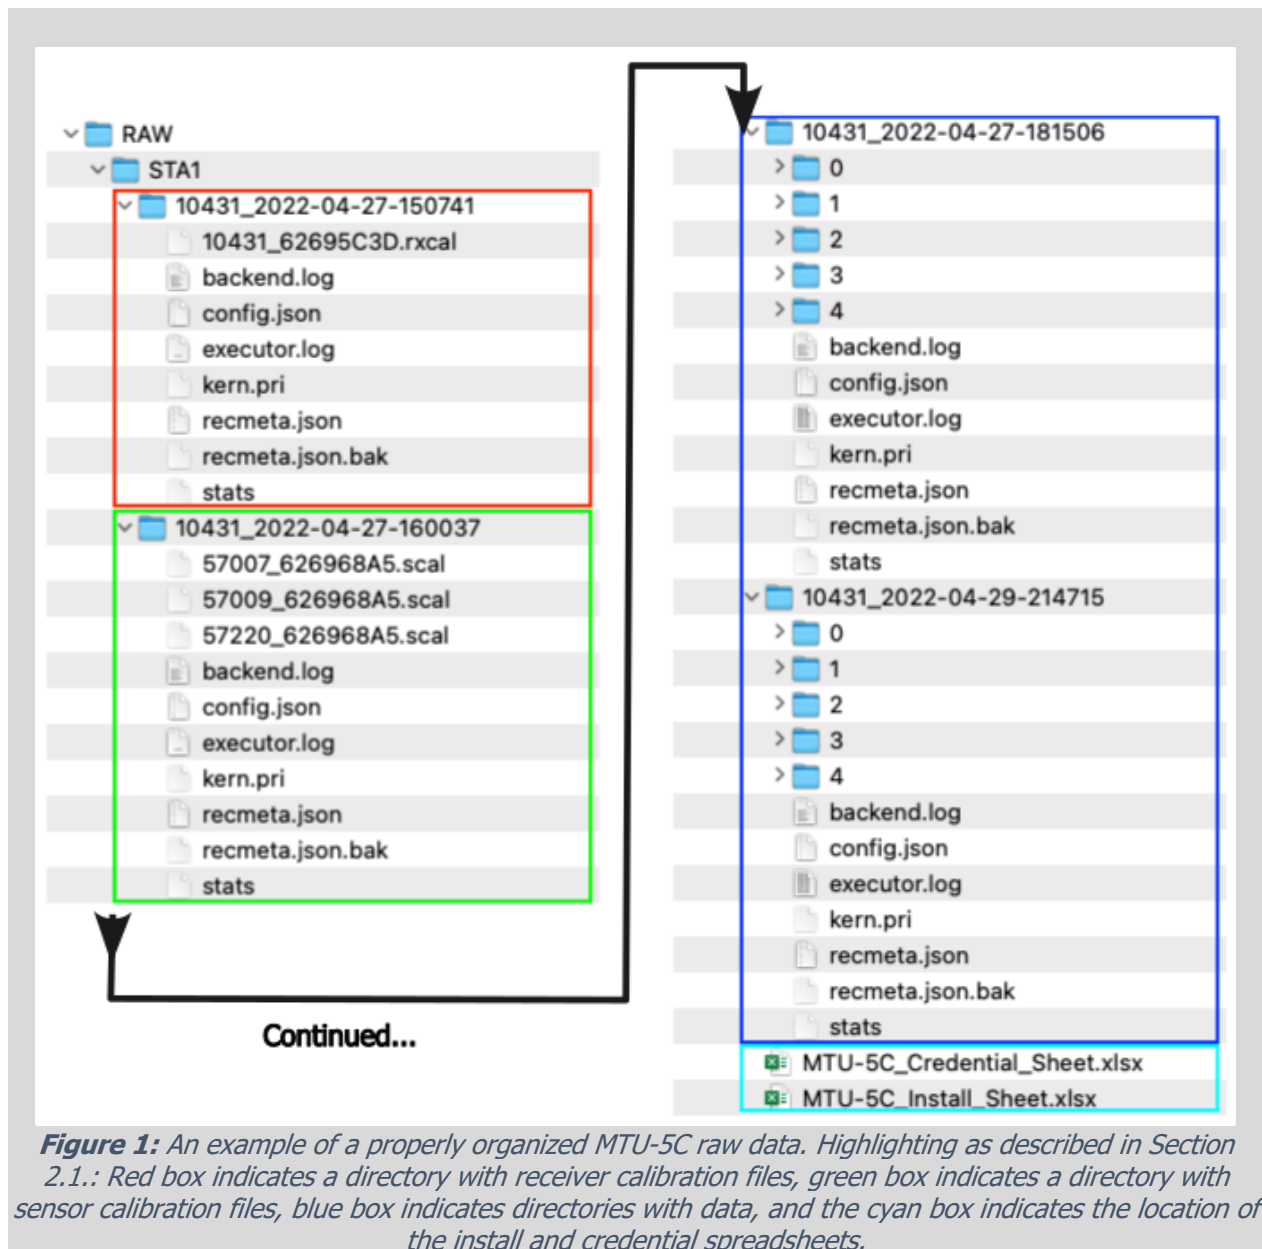 RAW
STA1
10431_2022-04-27-150741
10431_62695C3D.rxcal
backend.log
config.json
executor.log
kern.pri
recmeta.json
recmeta.json.bak
stats
10431_2022-04-27-160037
57007_626968A5.scal
57009_626968A5.scal
57220_626968A5.scal
backend.log
config.json
executor.log
kern.pri
recmeta.json
recmeta.json.bak
stats
Continued...
10431_2022-04-27-181506
0
1
2
3
4
backend.log
config.json
executor.log
kern.pri
recmeta.json
recmeta.json.bak
stats
10431_2022-04-29-214715
0
1
2
3
4
backend.log
config.json
executor.log
kern.pri
recmeta.json
recmeta.json.bak
stats
MTU-5C_Credential_Sheet.xlsx
MTU-5C_Install_Sheet.xlsx
Figure 1: An example of a properly organized MTU-5C raw data. Highlighting as described in Section
2.1.: Red box indicates a directory with receiver calibration files, green box indicates a directory with
sensor calibration files, blue box indicates directories with data, and the cyan box indicates the location of
the install and credential spreadsheets.